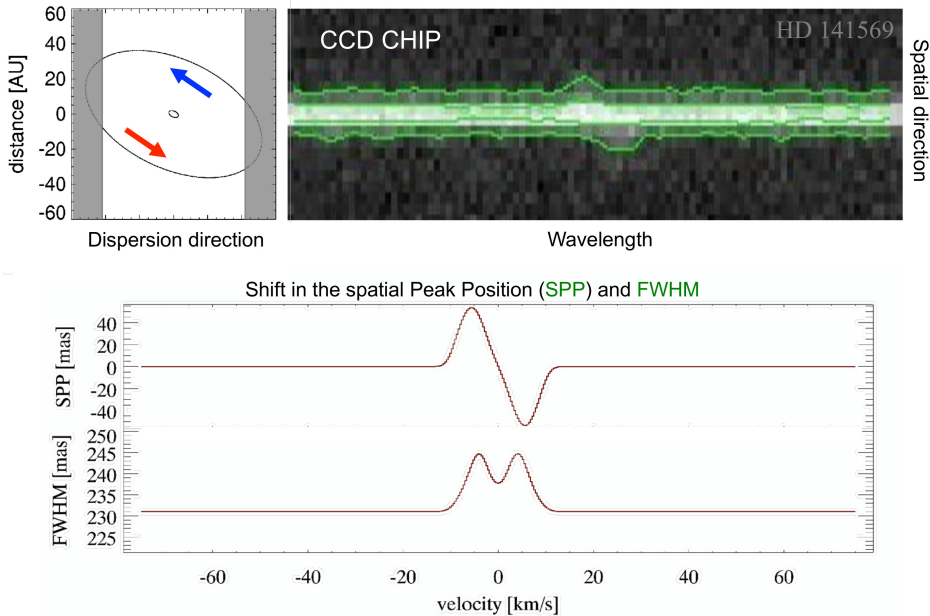 60
40
20
0
-20
-40
-60
distance [AU]
Dispersion direction
CCD CHIP
HD 141569
Spatial direction
Wavelength
Shift in the spatial Peak Position (SPP) and FWHM
40
20
0
-20
-40
SPP [mas]
250
245
240
235
230
225
FWHM [mas]
-60 -40 -20 0 20 40 60
velocity [km/s]